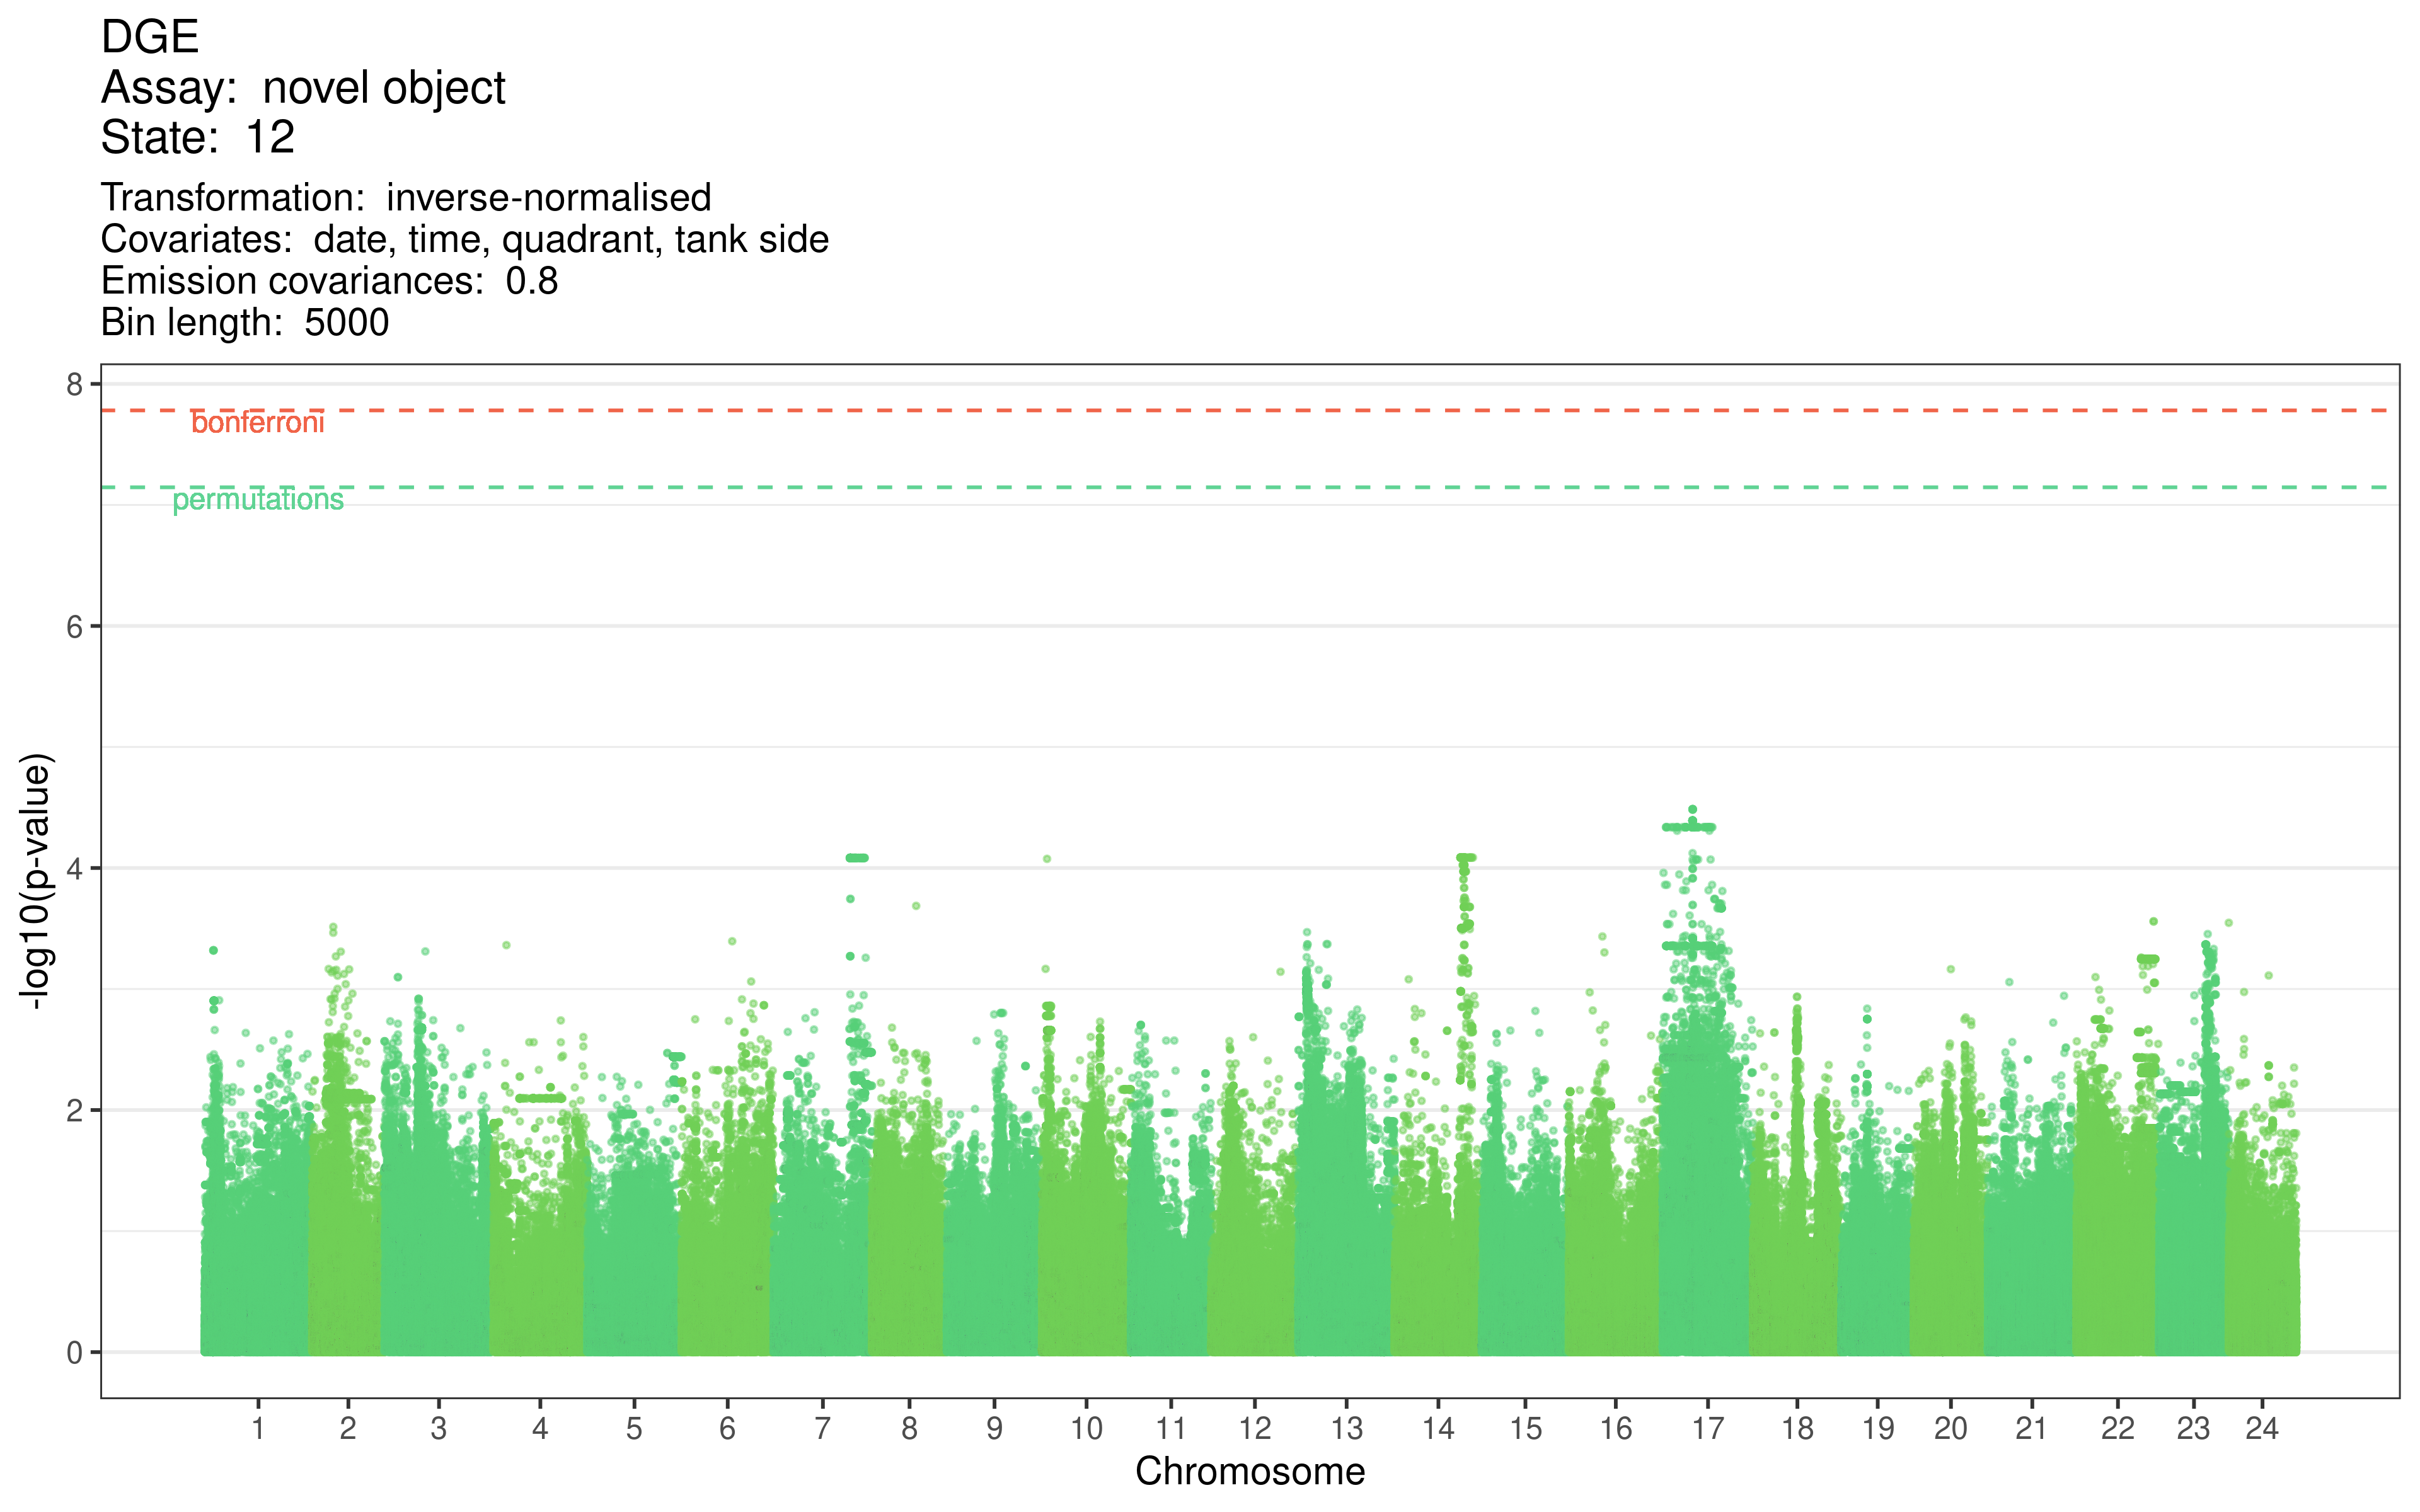 DGE
Assay:  novel object
State:  12
Transformation:  inverse-normalised
Covariates:  date, time, quadrant, tank side
Emission covariances:  0.8
Bin length:  5000
8
bonferroni
permutations
6
4
2
0
-log10(p-value)
1 2 3 4 5 6 7 8 9 10 11 12 13 14 15 16 17 18 19 20 21 22 23 24
Chromosome